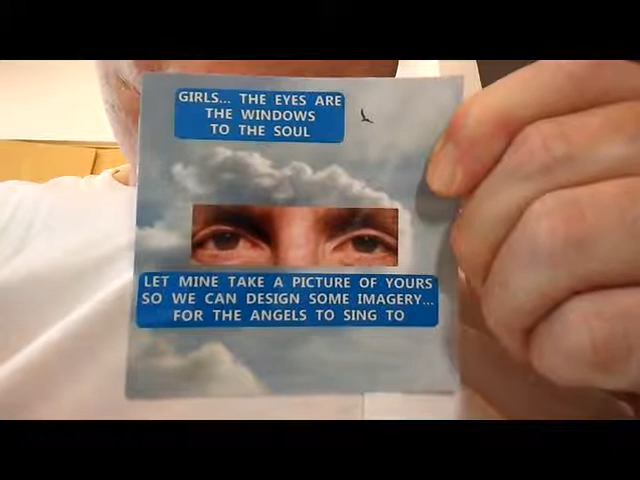 GIRLS... THE EYES ARE
THE WINDOWS
TO THE SOUL
LET MINE TAKE A PICTURE OF YOURS
SO WE CAN DESIGN SOME IMAGERY...
FOR THE ANGELS TO SING TO